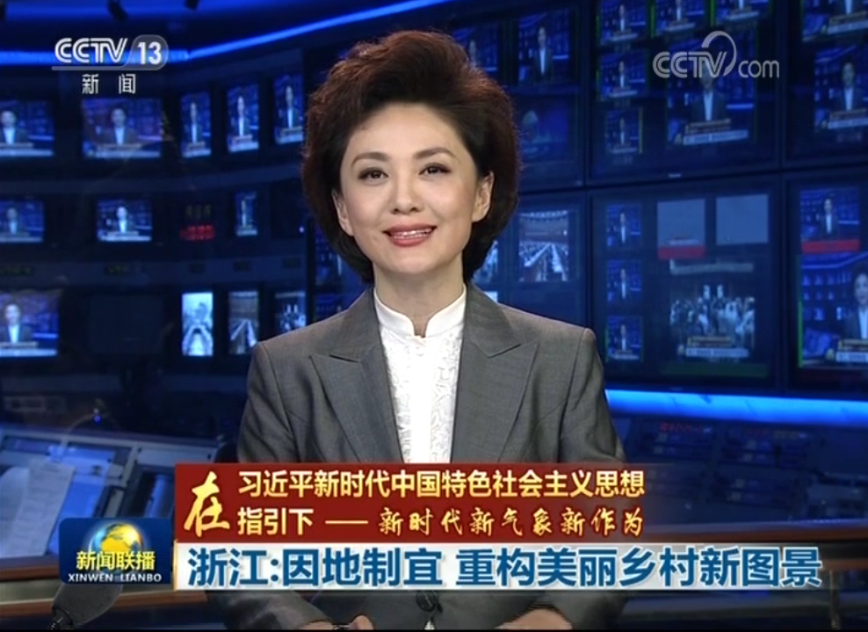 CCTV 13
新闻
CCTV.com
在
习近平新时代中国特色社会主义思想
指引下 —— 新时代新气象新作为
新闻联播
XINWEN LIANBO
浙江:因地制宜 重构美丽乡村新图景